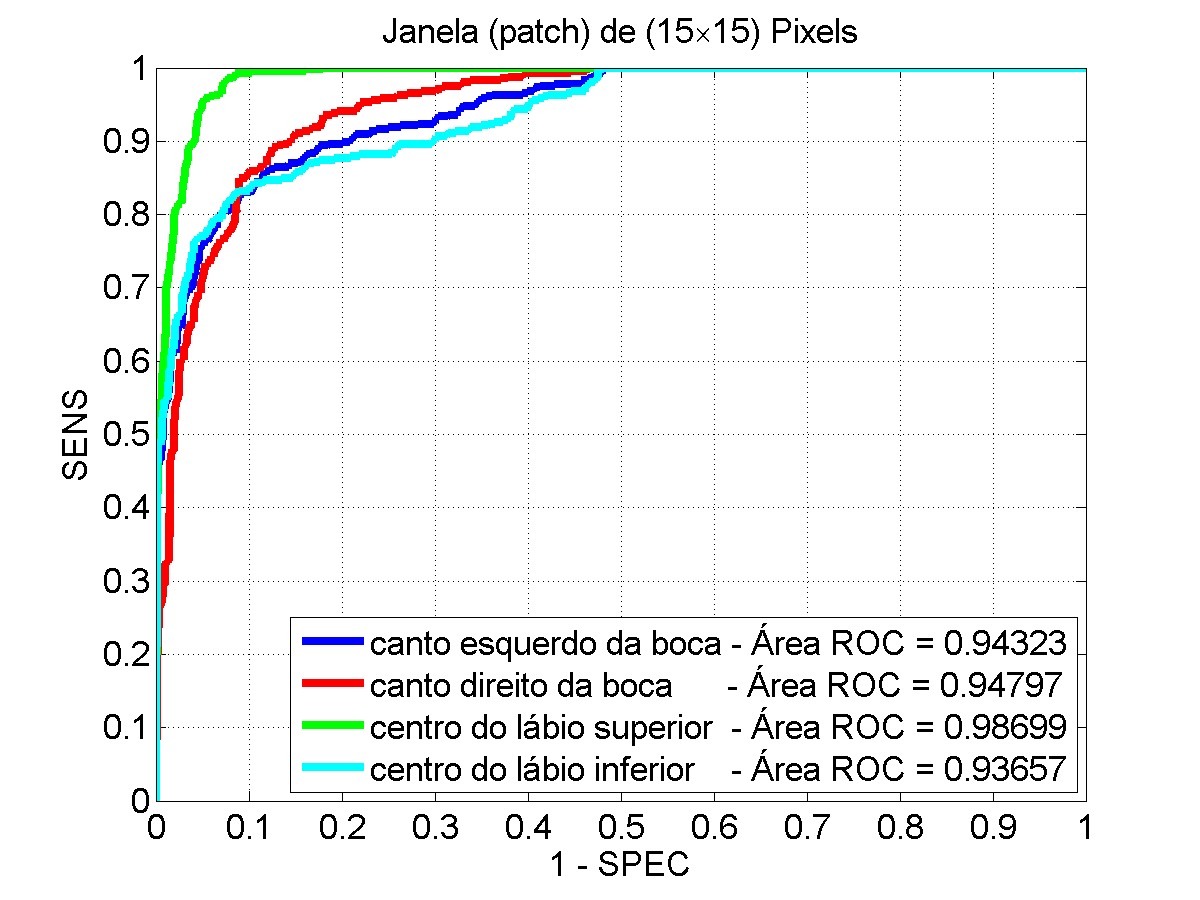 Janela (patch) de (15×15) Pixels
1
0.9
0.8
0.7
0.6
0.5
0.4
0.3
0.2
0.1
0
SENS
canto esquerdo da boca - Área ROC = 0.94323
canto direito da boca - Área ROC = 0.94797
centro do lábio superior - Área ROC = 0.98699
centro do lábio inferior - Área ROC = 0.93657
0 0.1 0.2 0.3 0.4 0.5 0.6 0.7 0.8 0.9 1
1 - SPEC